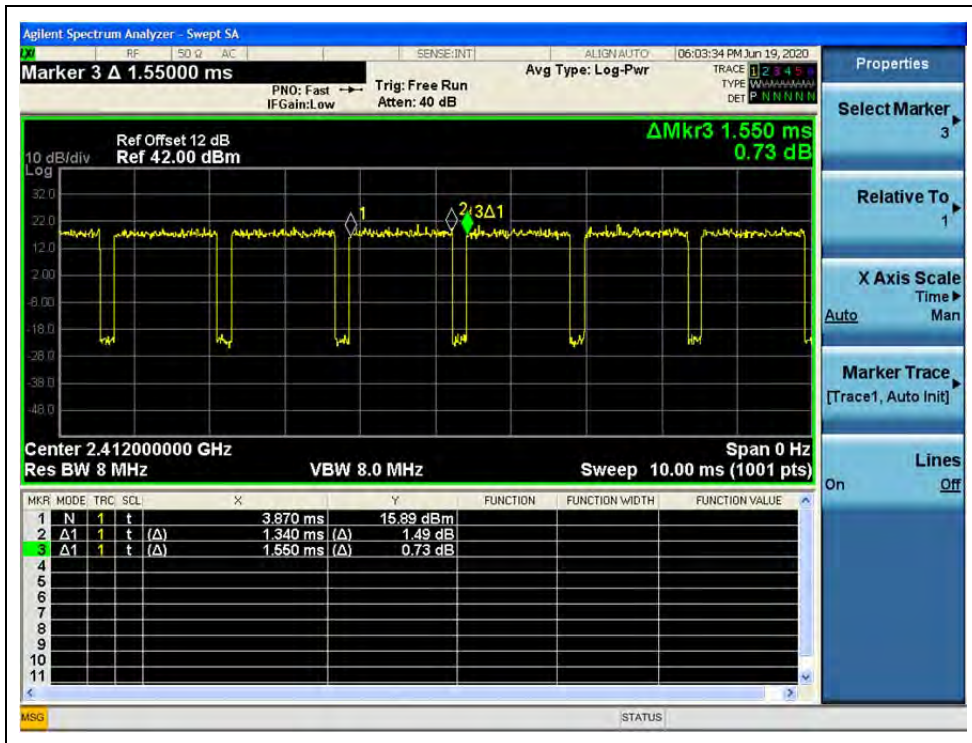 Agilent Spectrum Analyzer - Swept SA
LXI RF 50 Ω AC SENSE:INT ALIGN AUTO 06:03:34 PM Jun 19, 2020
Marker 3 Δ 1.55000 ms
PNO: Fast
IFGain:Low
Trig: Free Run
Atten: 40 dB
Avg Type: Log-Pwr
TRACE 1 2 3 4 5 6
TYPE W
DET P N N N N N
Ref Offset 12 dB
10 dB/div Ref 42.00 dBm
Log
ΔMkr3 1.550 ms
0.73 dB
32.0
22.0
12.0
2.00
-8.00
-18.0
-28.0
-38.0
-48.0
1
2
3Δ1
Center 2.412000000 GHz Span 0 Hz
Res BW 8 MHz VBW 8.0 MHz Sweep 10.00 ms (1001 pts)
MKR MODE TRC SCL X Y FUNCTION FUNCTION WIDTH FUNCTION VALUE
1 N 1 t 3.870 ms 15.89 dBm
2 Δ1 1 t (Δ) 1.340 ms (Δ) 1.49 dB
3 Δ1 1 t (Δ) 1.550 ms (Δ) 0.73 dB
4
5
6
7
8
9
10
11
MSG STATUS
Properties
Select Marker
3
Relative To
1
X Axis Scale
Time
Auto Man
Marker Trace
[Trace1, Auto Init]
Lines
On Off